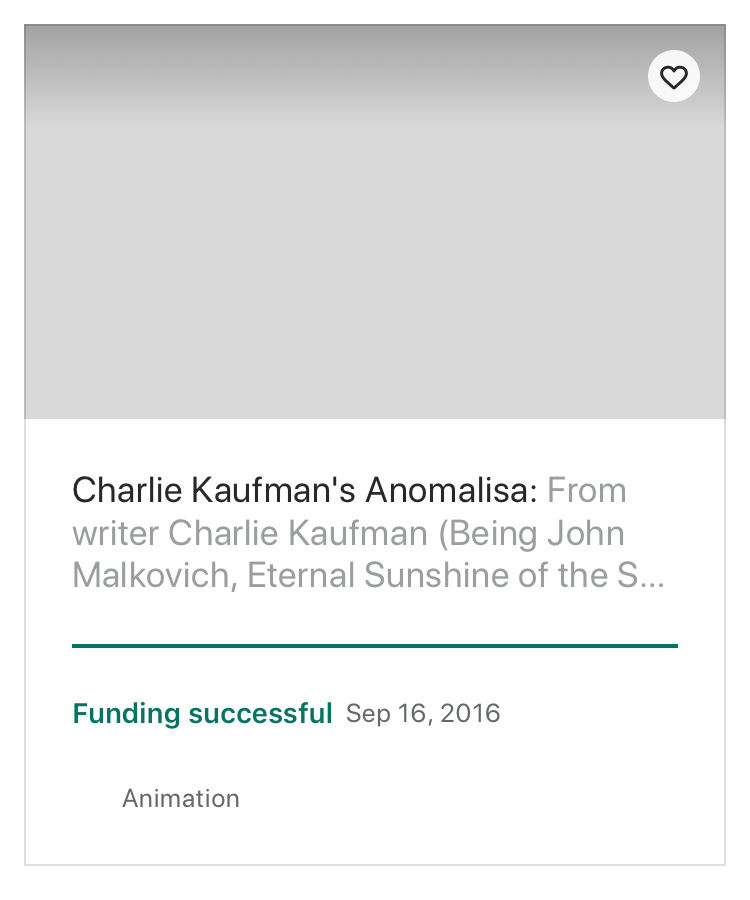 Charlie Kaufman's Anomalisa: From
writer Charlie Kaufman (Being John
Malkovich, Eternal Sunshine of the S...
Funding successful Sep 16, 2016
Animation